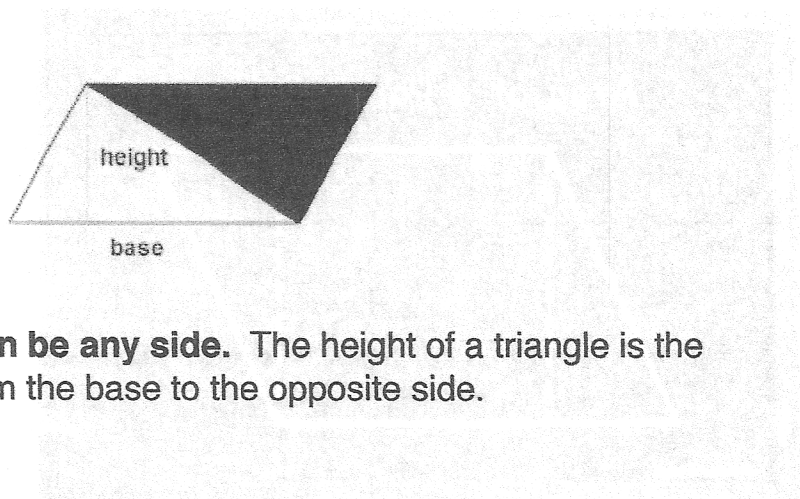 height
base
n be any side. The height of a triangle is the
m the base to the opposite side.